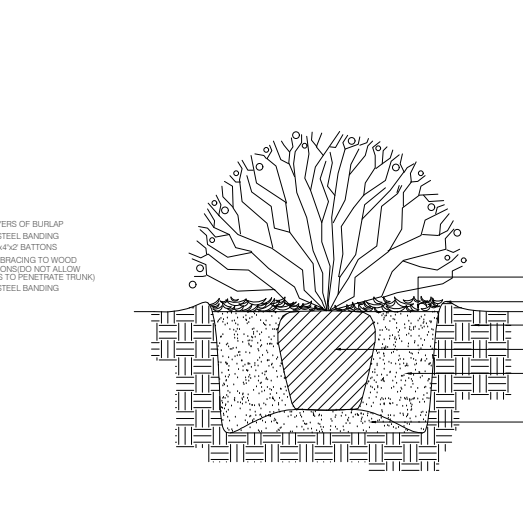 YERS OF BURLAP
STEEL BANDING
x4"x2 BATTONS
BRACING TO WOOD
ONS(DO NOT ALLOW
S TO PENETRATE TRUNK)
STEEL BANDING